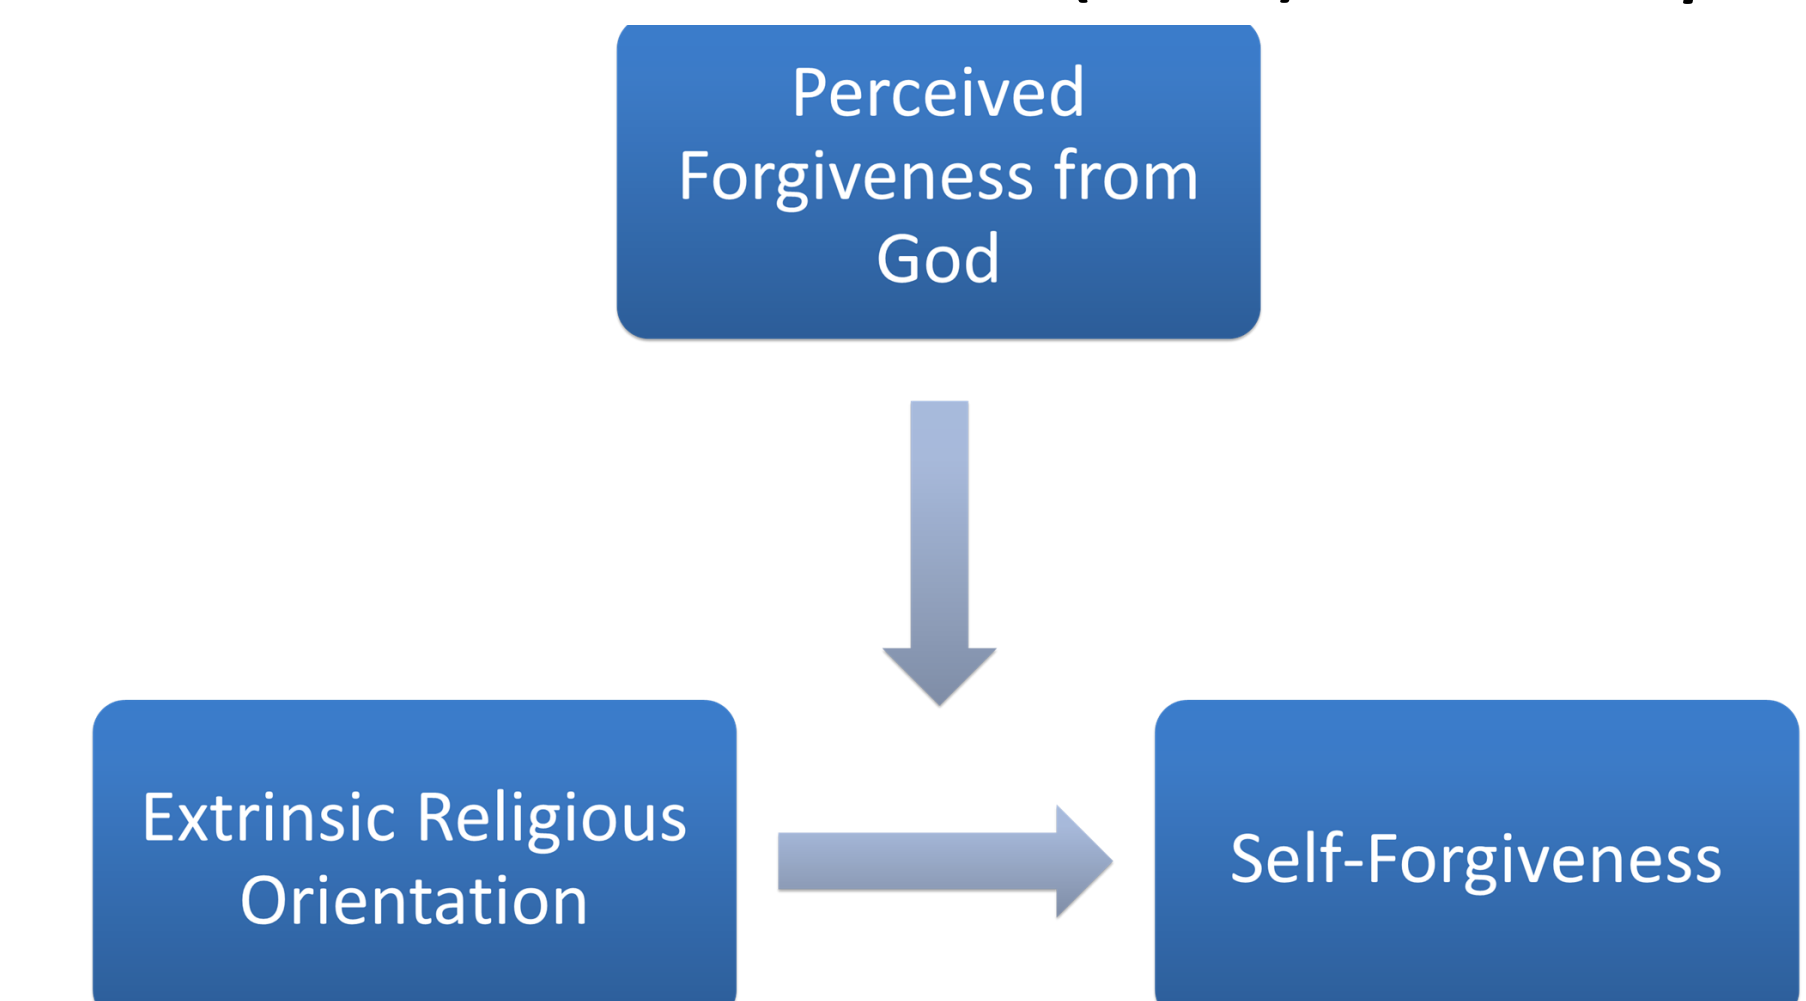 Perceived
Forgiveness from
God
Extrinsic Religious
Orientation
Self-Forgiveness